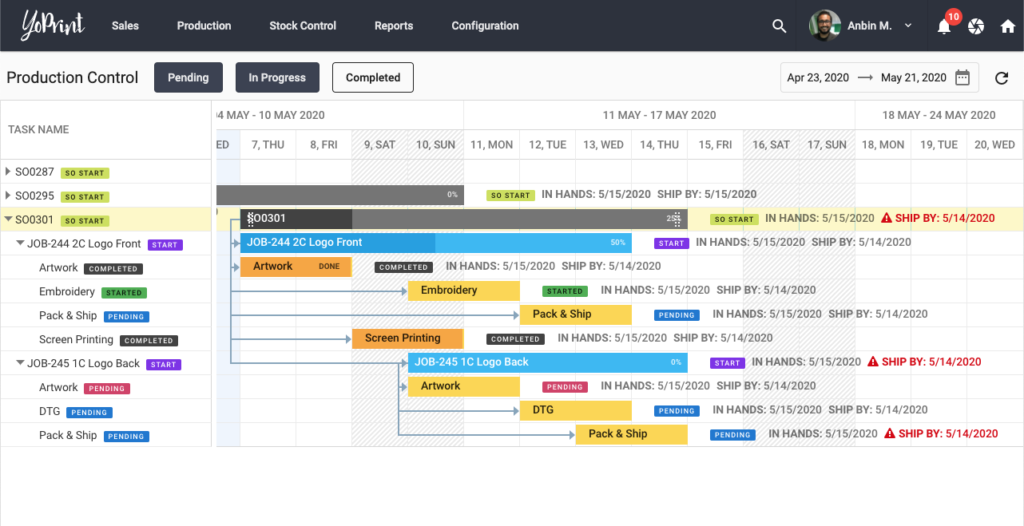 YoPrint Sales Production Stock Control Reports Configuration Anbin M. 10
Production Control Pending In Progress Completed Apr 23, 2020 May 21, 2020
TASK NAME
4 MAY - 10 MAY 2020 11 MAY - 17 MAY 2020 18 MAY - 24 MAY 2020
ED 7, THU 8, FRI 9, SAT 10, SUN 11, MON 12, TUE 13, WED 14, THU 15, FRI 16, SAT 17, SUN 18, MON 19, TUE 20, WED
SO0287 SO START
SO0295 SO START 0% SO START IN HANDS: 5/15/2020 SHIP BY: 5/15/2020
SO0301 SO START SO0301 25% SO START IN HANDS: 5/15/2020 SHIP BY: 5/14/2020
JOB-244 2C Logo Front START JOB-244 2C Logo Front 50% START IN HANDS: 5/15/2020 SHIP BY: 5/14/2020
Artwork COMPLETED Artwork DONE COMPLETED IN HANDS: 5/15/2020 SHIP BY: 5/14/2020
Embroidery STARTED Embroidery STARTED IN HANDS: 5/15/2020 SHIP BY: 5/14/2020
Pack & Ship PENDING Pack & Ship PENDING IN HANDS: 5/15/2020 SHIP BY: 5/14/2020
Screen Printing COMPLETED Screen Printing COMPLETED IN HANDS: 5/15/2020 SHIP BY: 5/14/2020
JOB-245 1C Logo Back START JOB-245 1C Logo Back 0% START IN HANDS: 5/15/2020 SHIP BY: 5/14/2020
Artwork PENDING Artwork PENDING IN HANDS: 5/15/2020 SHIP BY: 5/14/2020
DTG PENDING DTG PENDING IN HANDS: 5/15/2020 SHIP BY: 5/14/2020
Pack & Ship PENDING Pack & Ship PENDING IN HANDS: 5/15/2020 SHIP BY: 5/14/2020